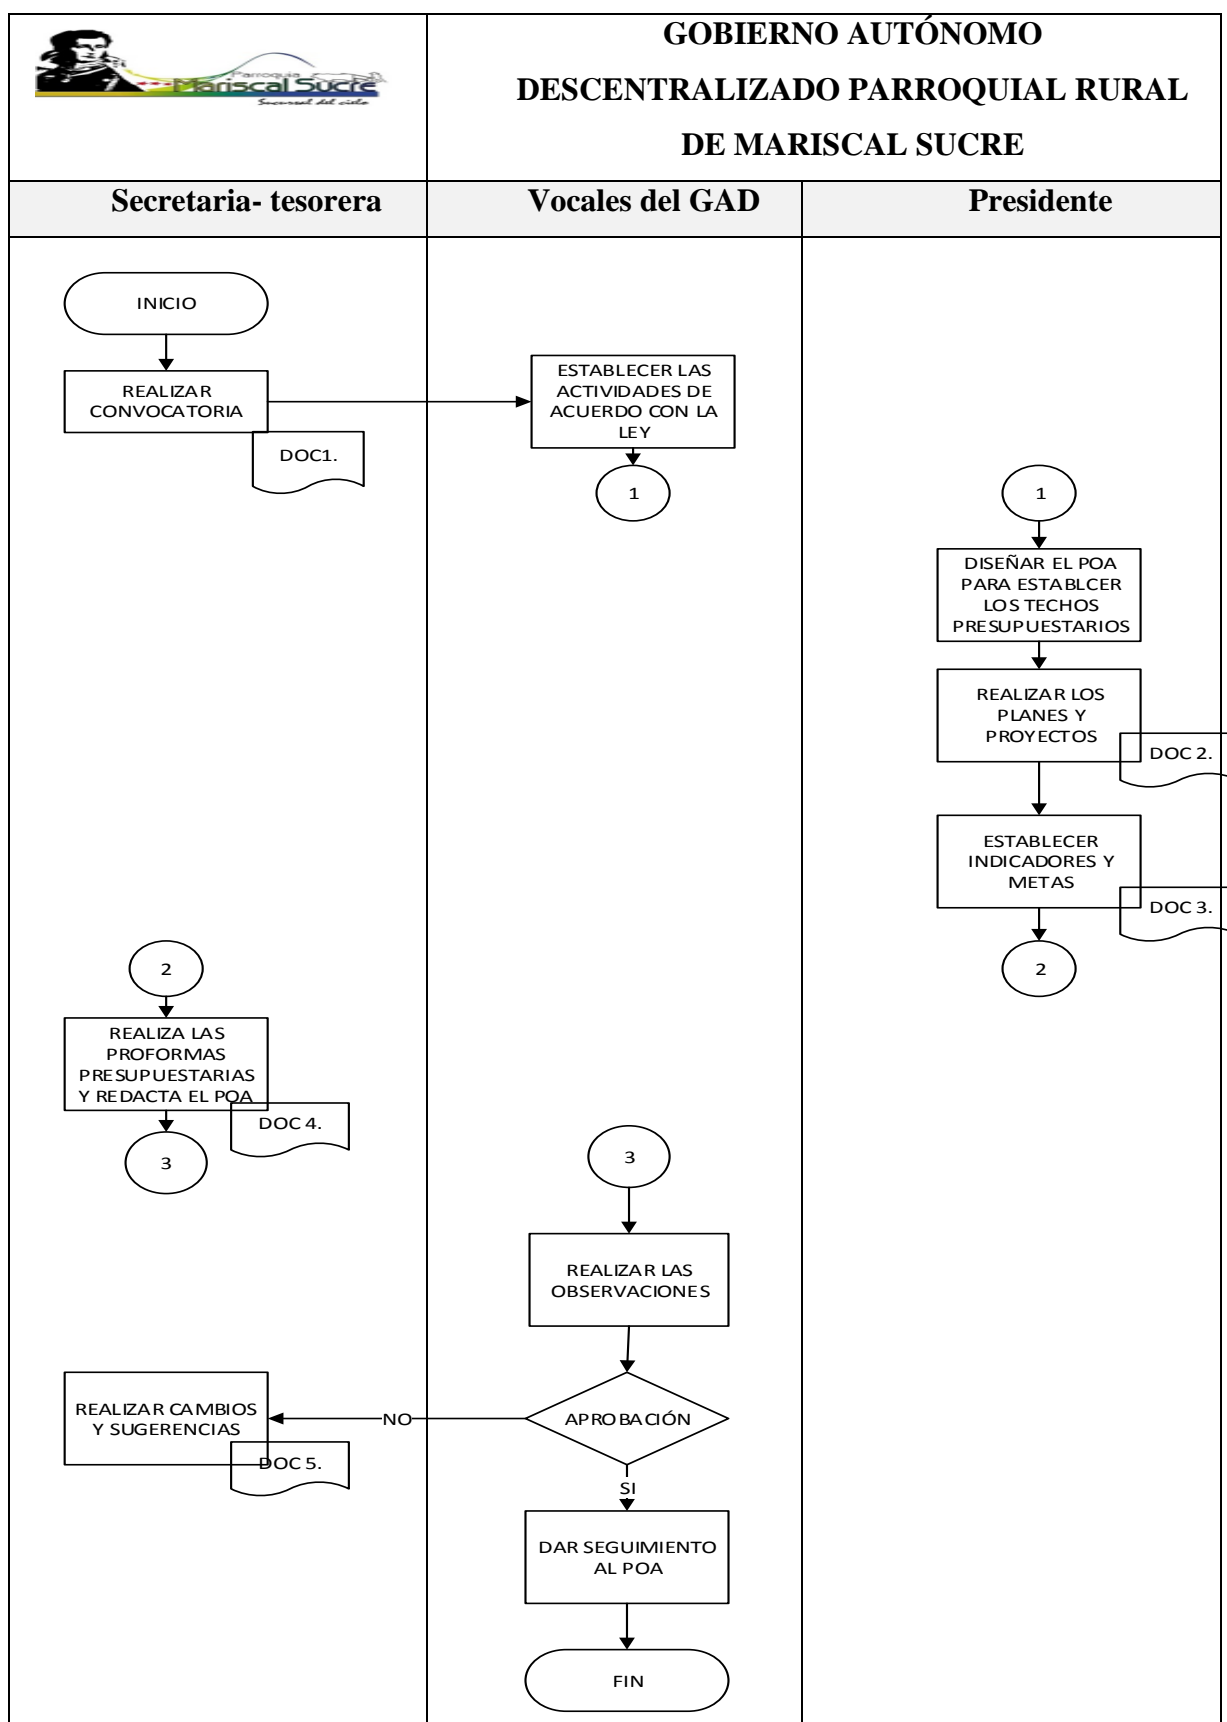 Parroquia
Mariscal Sucre
Sucursal del cielo
GOBIERNO AUTÓNOMO
DESCENTRALIZADO PARROQUIAL RURAL
DE MARISCAL SUCRE
Secretaria- tesorera
Vocales del GAD
Presidente
INICIO
REALIZAR
CONVOCATORIA
DOC1.
ESTABLECER LAS
ACTIVIDADES DE
ACUERDO CON LA
LEY
1
1
DISEÑAR EL POA
PARA ESTABLCER
LOS TECHOS
PRESUPUESTARIOS
REALIZAR LOS
PLANES Y
PROYECTOS
DOC 2.
ESTABLECER
INDICADORES Y
METAS
DOC 3.
2
2
REALIZA LAS
PROFORMAS
PRESUPUESTARIAS
Y REDACTA EL POA
DOC 4.
3
3
REALIZAR LAS
OBSERVACIONES
APROBACIÓN
NO
REALIZAR CAMBIOS
Y SUGERENCIAS
DOC 5.
SI
DAR SEGUIMIENTO
AL POA
FIN